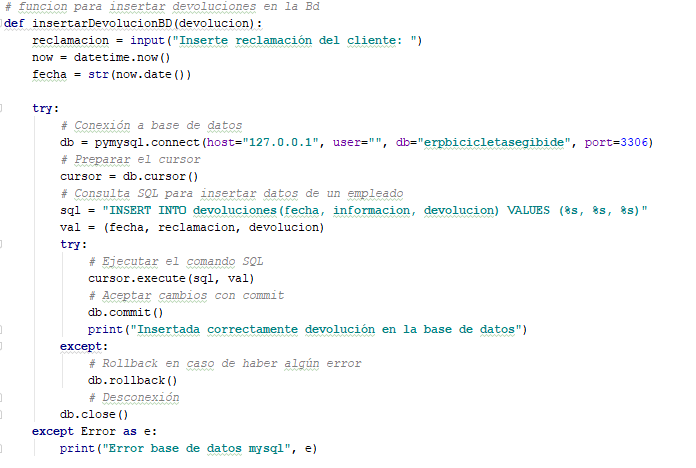 # funcion para insertar devoluciones en la Bd
def insertarDevolucionBD(devolucion):
    reclamacion = input("Inserte reclamación del cliente: ")
    now = datetime.now()
    fecha = str(now.date())

    try:
        # Conexión a base de datos
        db = pymysql.connect(host="127.0.0.1", user="", db="erpbicicletasegibide", port=3306)
        # Preparar el cursor
        cursor = db.cursor()
        # Consulta SQL para insertar datos de un empleado
        sql = "INSERT INTO devoluciones(fecha, informacion, devolucion) VALUES (%s, %s, %s)"
        val = (fecha, reclamacion, devolucion)
        try:
            # Ejecutar el comando SQL
            cursor.execute(sql, val)
            # Aceptar cambios con commit
            db.commit()
            print("Insertada correctamente devolución en la base de datos")
        except:
            # Rollback en caso de haber algún error
            db.rollback()
            # Desconexión
        db.close()
    except Error as e:
        print("Error base de datos mysql", e)